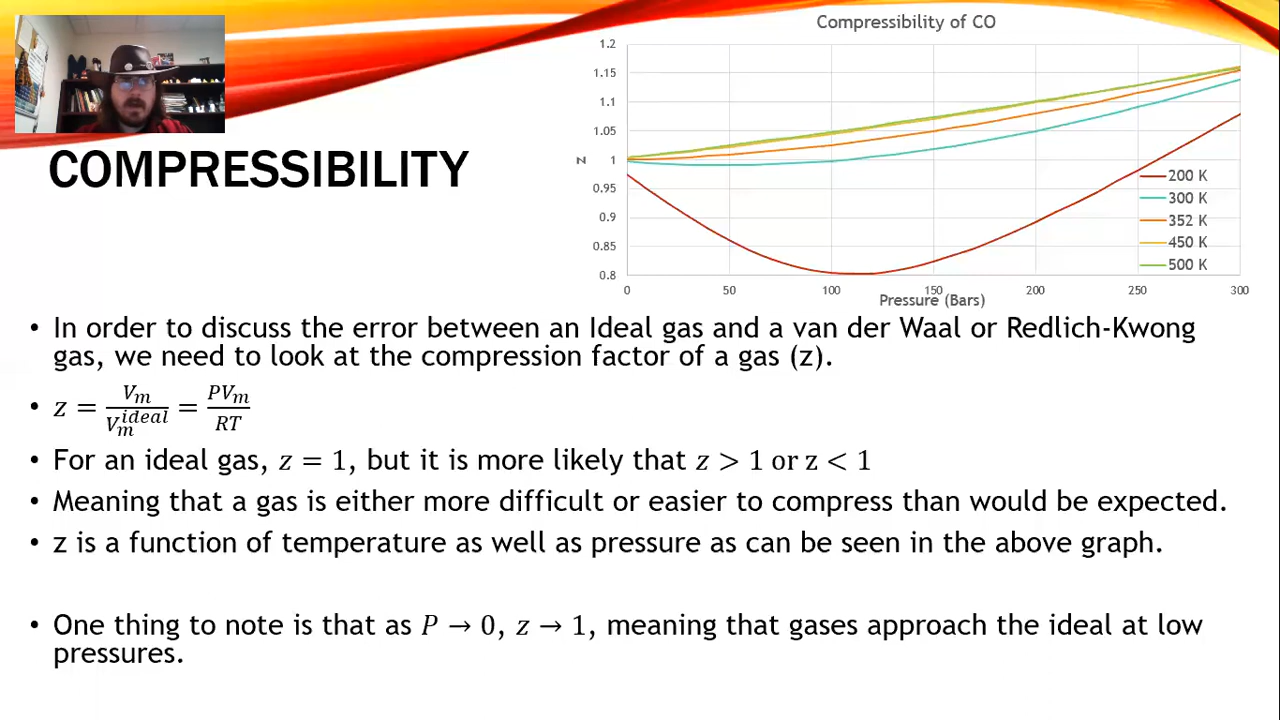 COMPRESSIBILITY
Compressibility of CO
1.2
1.15
1.1
1.05
1
0.95
0.9
0.85
0.8
Z
0 50 100 150 200 250 300
Pressure (Bars)
200 K
300 K
352 K
450 K
500 K
• In order to discuss the error between an Ideal gas and a van der Waal or Redlich-Kwong
gas, we need to look at the compression factor of a gas (z).
• z = V_m / V_m^{ideal} = PV_m / RT
• For an ideal gas, z = 1, but it is more likely that z > 1 or z < 1
• Meaning that a gas is either more difficult or easier to compress than would be expected.
• z is a function of temperature as well as pressure as can be seen in the above graph.
• One thing to note is that as P → 0, z → 1, meaning that gases approach the ideal at low
pressures.